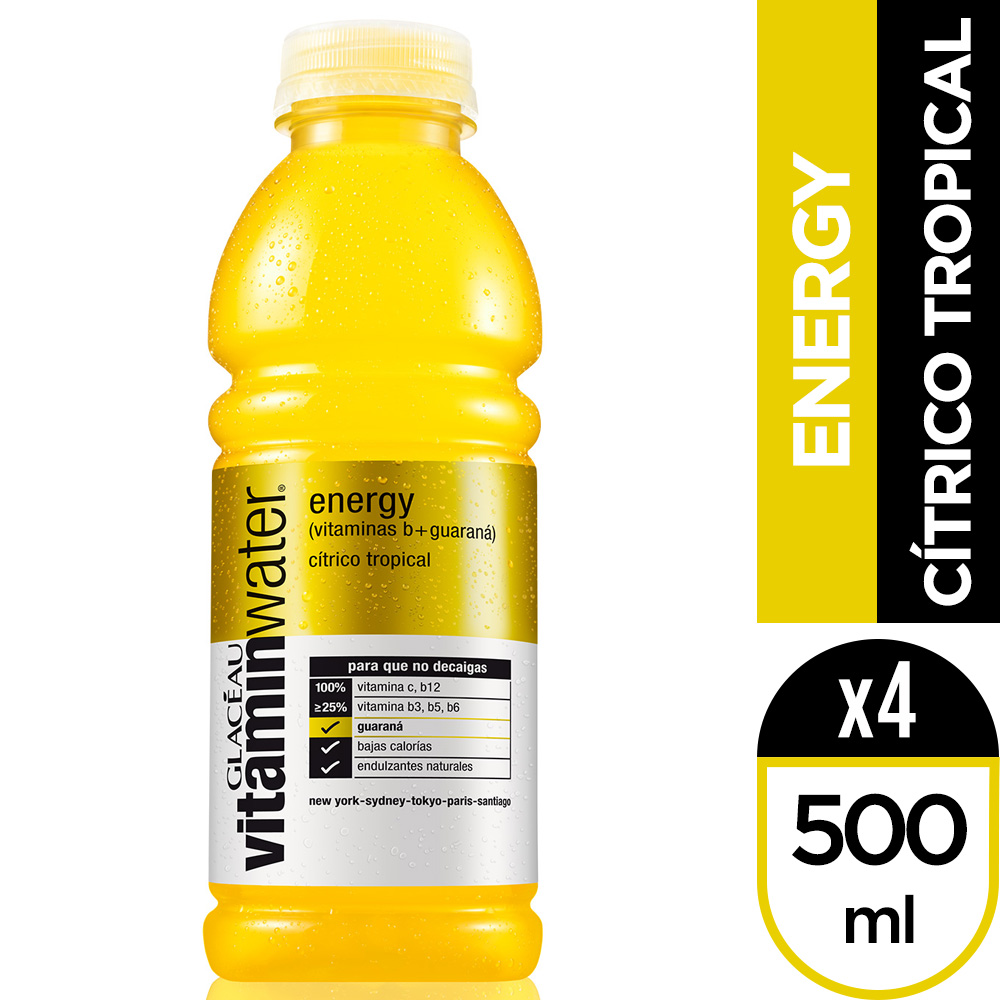 GLACÉAU
vitaminwater®
energy
(vitaminas b+guaraná)
cítrico tropical
para que no decaigas
100% vitamina c, b12
≥25% vitamina b3, b5, b6
guaraná
bajas calorías
endulzantes naturales
new york-sydney-tokyo-paris-santiago
ENERGY
CÍTRICO TROPICAL
x4
500
ml